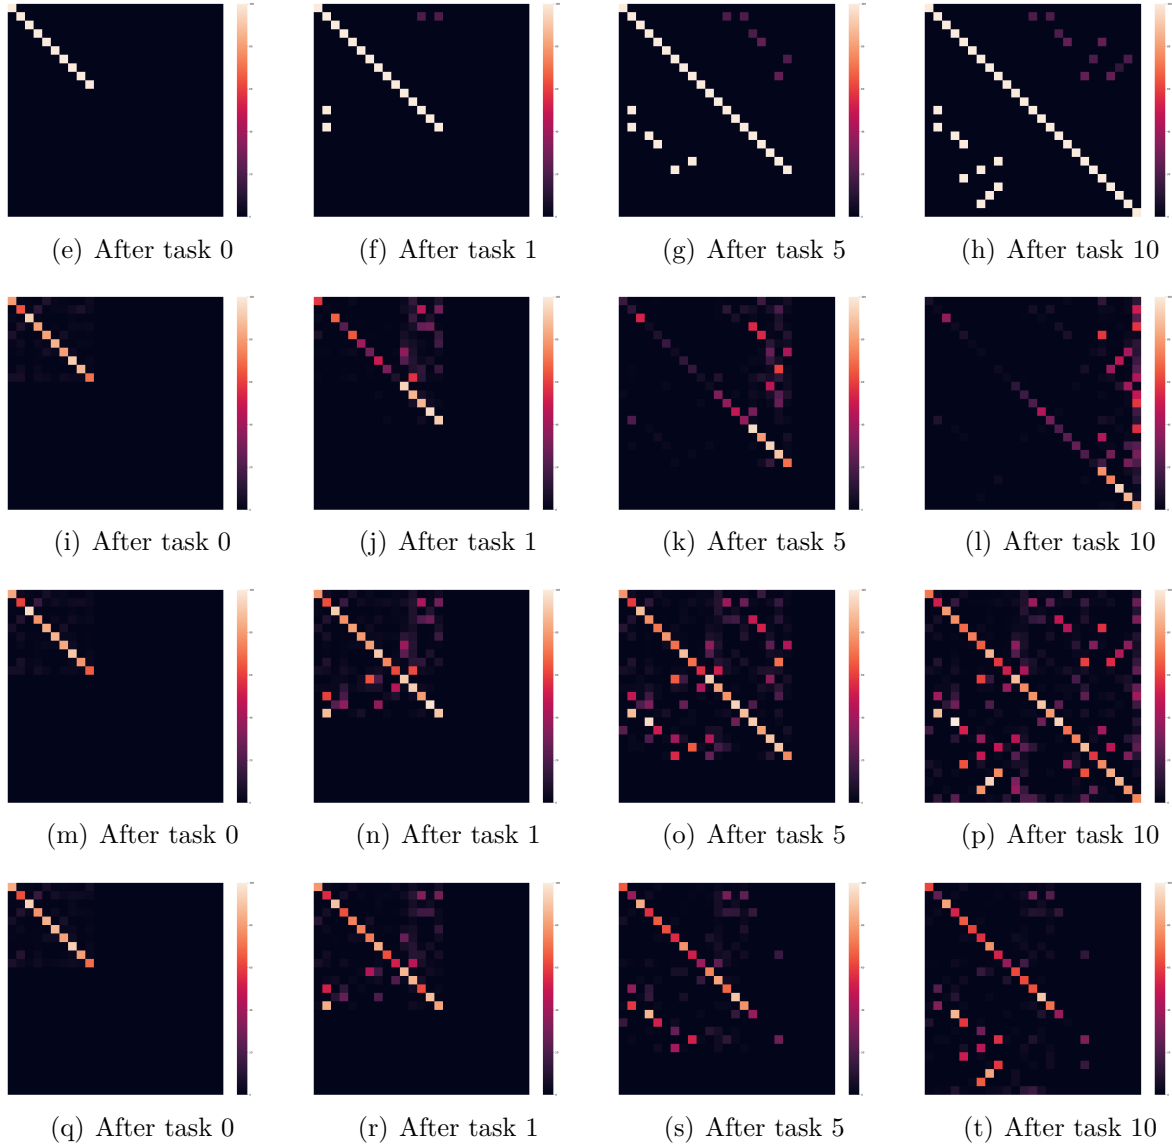 (e) After task 0
(f) After task 1
(g) After task 5
(h) After task 10
(i) After task 0
(j) After task 1
(k) After task 5
(l) After task 10
(m) After task 0
(n) After task 1
(o) After task 5
(p) After task 10
(q) After task 0
(r) After task 1
(s) After task 5
(t) After task 10